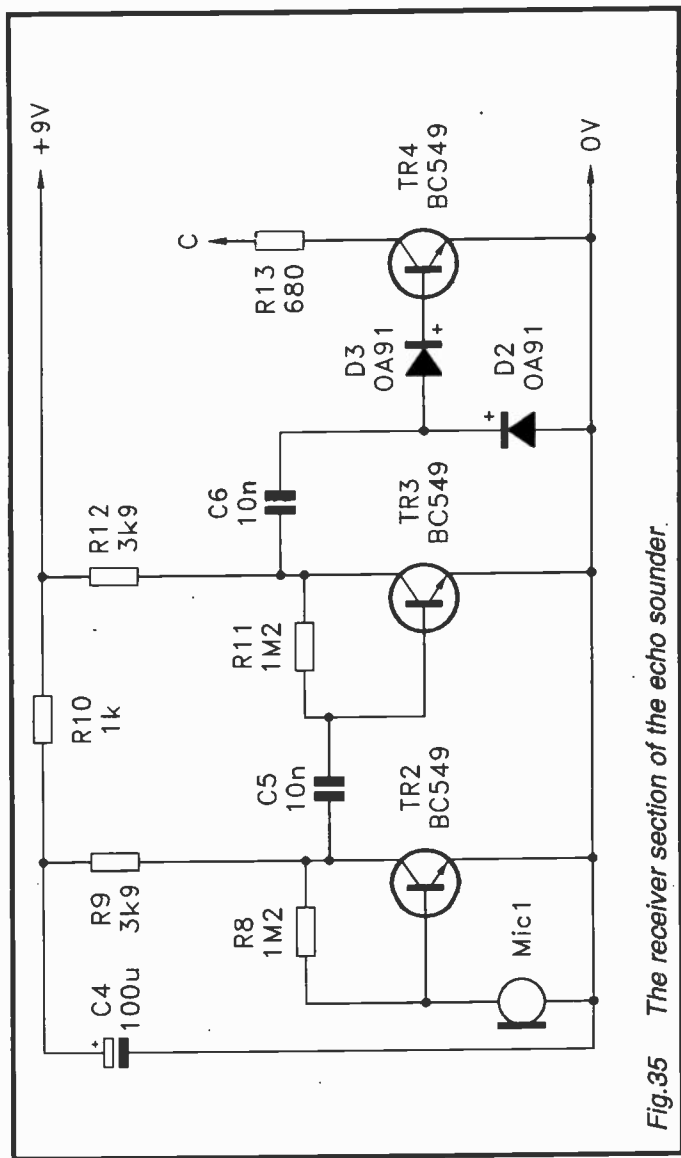 +9V
R10
1k
R12
3k9
C
R13
680
C4
+
100u
R9
3k9
R8
1M2
C5
10n
R11
1M2
C6
10n
D3
OA91
+
TR4
BC549
Mic1
TR2
BC549
TR3
BC549
+
D2
OA91
0V
Fig.35 The receiver section of the echo sounder.